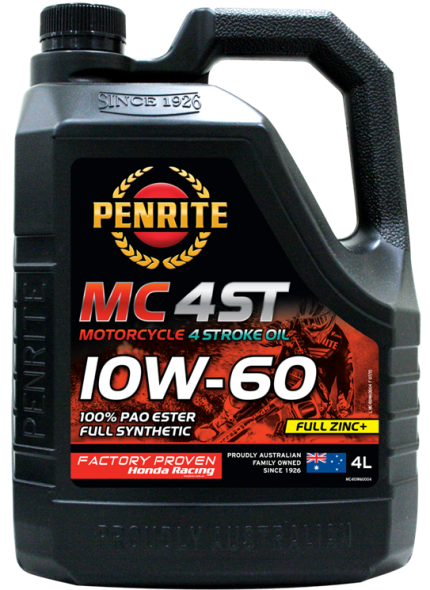 SINCE 1926
PENRITE
PENRITE
MC 4ST
MOTORCYCLE 4 STROKE OIL
10W-60
100% PAO ESTER
FULL SYNTHETIC
FULL ZINC+
FACTORY PROVEN
Honda Racing
PROUDLY AUSTRALIAN
FAMILY OWNED
SINCE 1926
4L
PROUDLY AUSTRALIAN